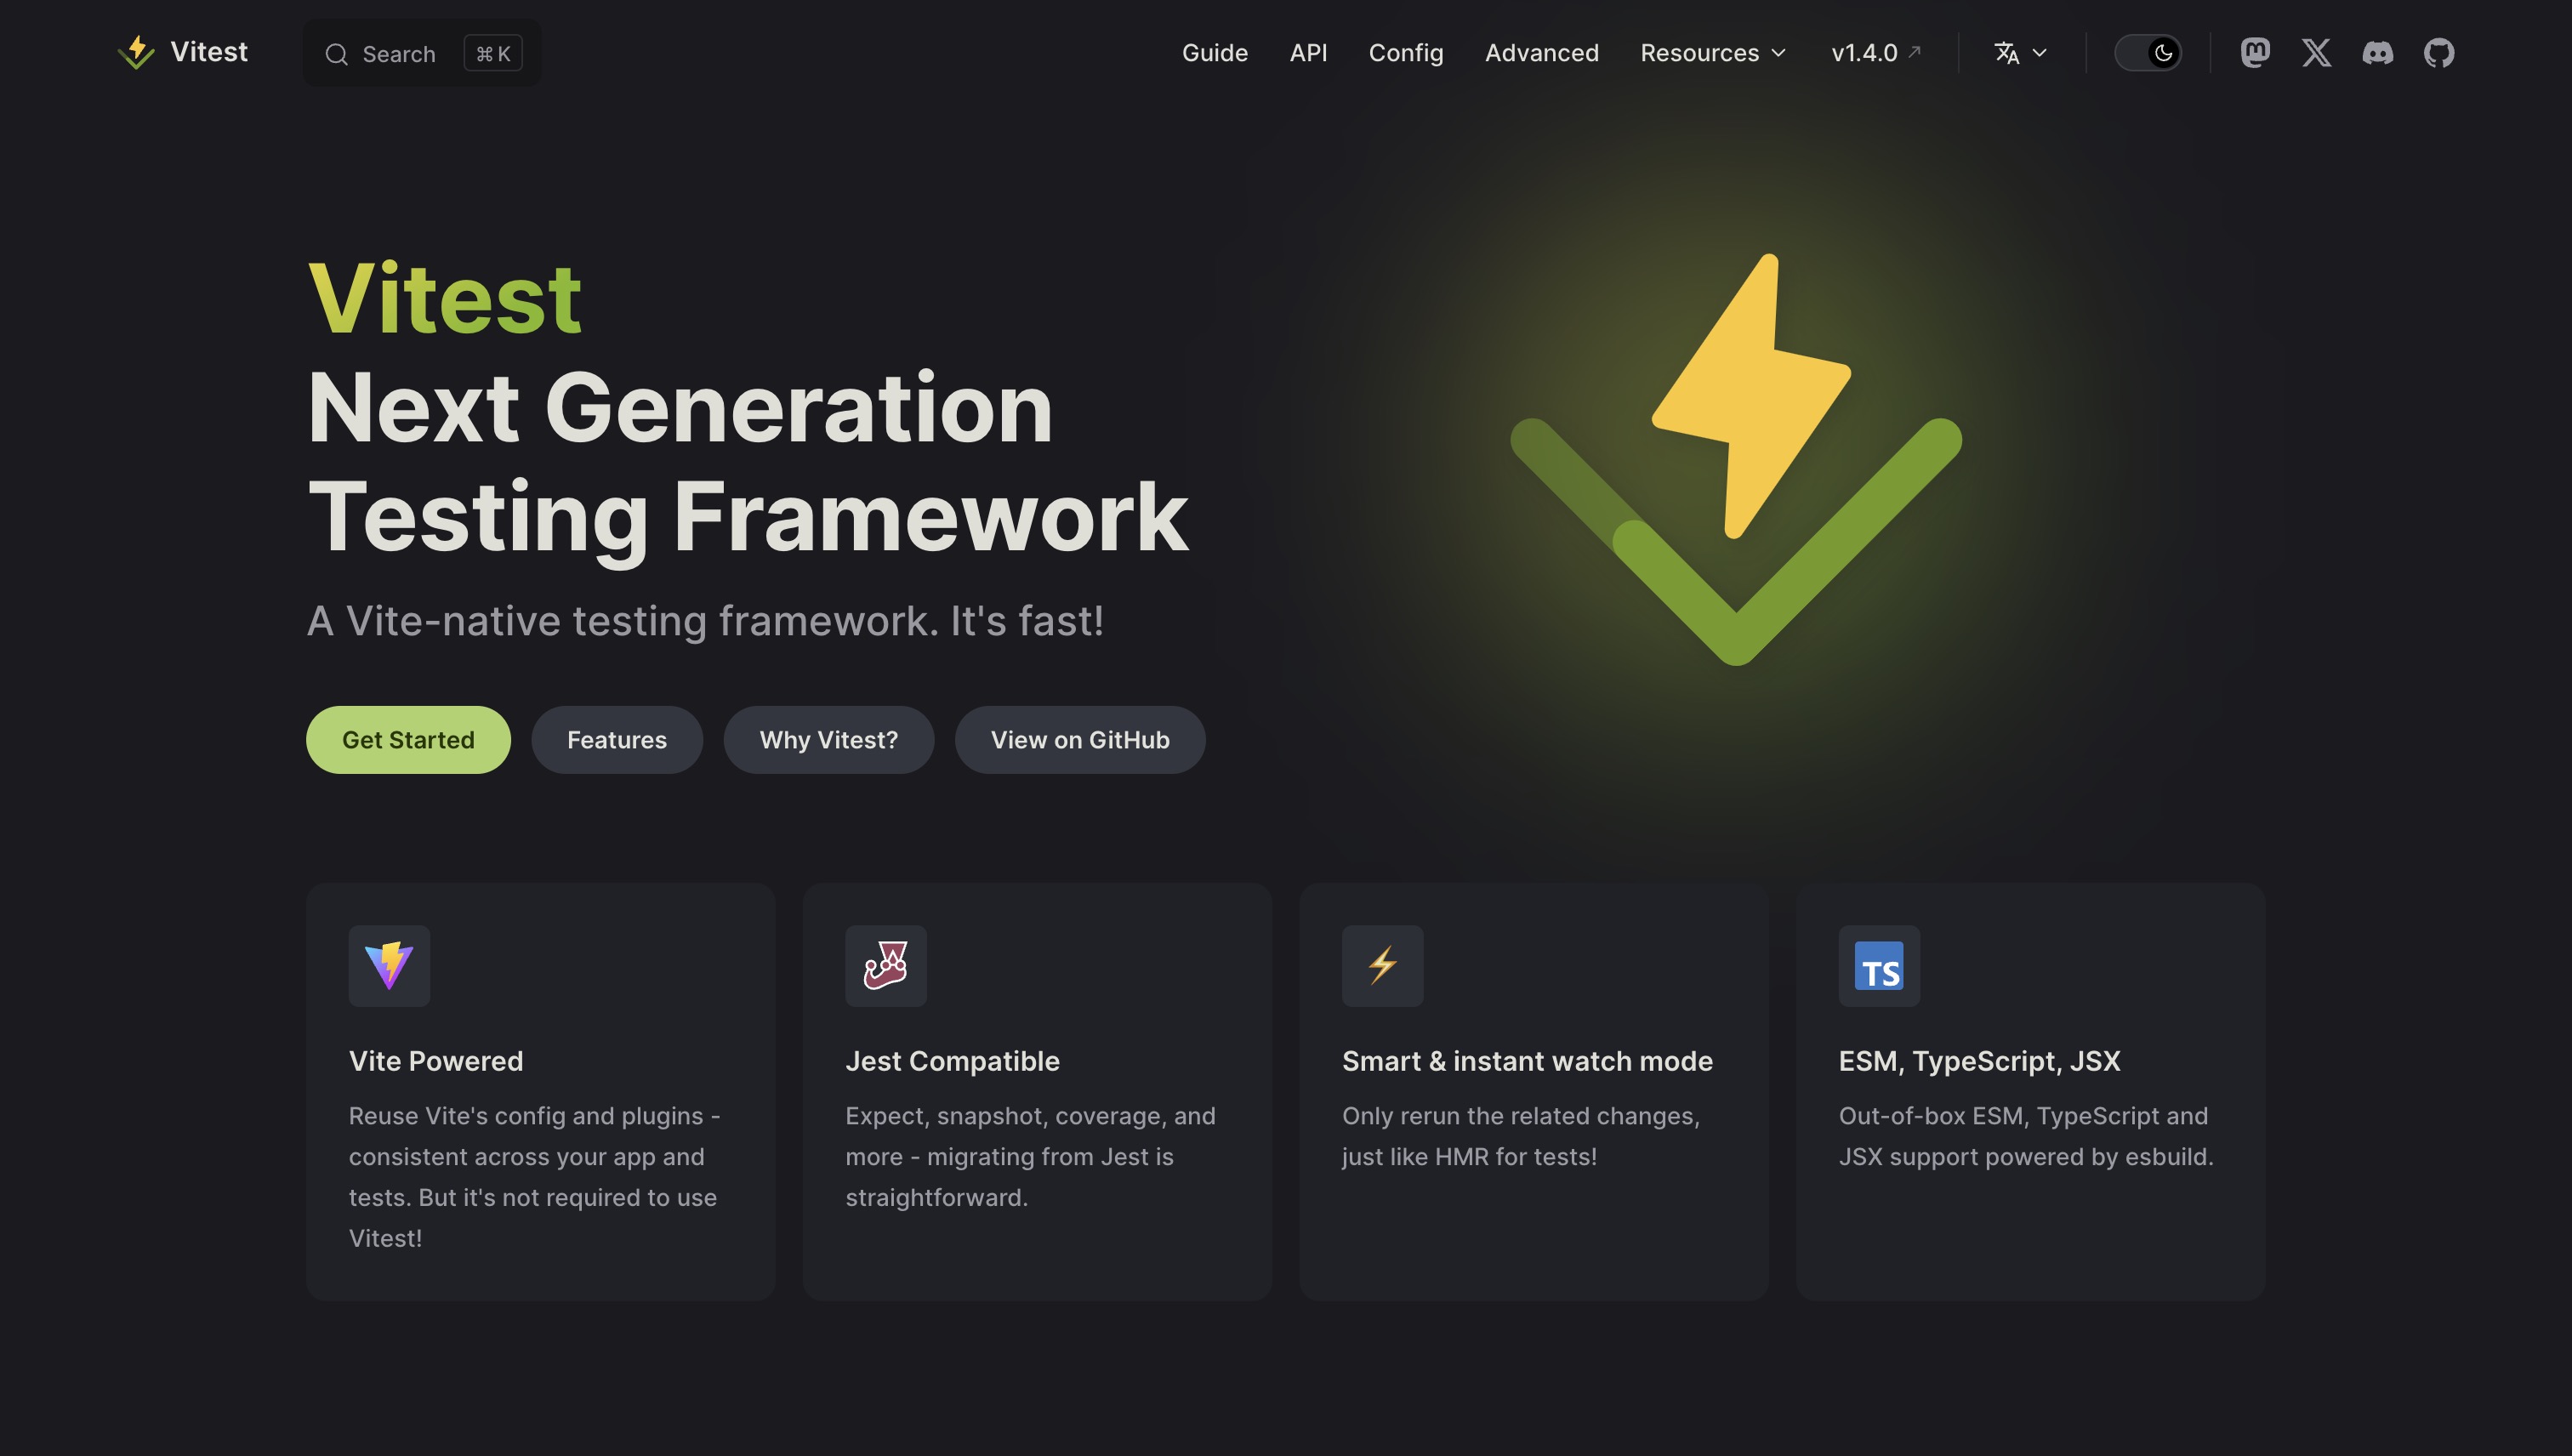 Vitest
Search
⌘ K
Guide
API
Config
Advanced
Resources
v1.4.0
Vitest
Next Generation
Testing Framework
A Vite-native testing framework. It's fast!
Get Started
Features
Why Vitest?
View on GitHub
Vite Powered
Reuse Vite's config and plugins -
consistent across your app and
tests. But it's not required to use
Vitest!
Jest Compatible
Expect, snapshot, coverage, and
more - migrating from Jest is
straightforward.
Smart & instant watch mode
Only rerun the related changes,
just like HMR for tests!
TS
ESM, TypeScript, JSX
Out-of-box ESM, TypeScript and
JSX support powered by esbuild.